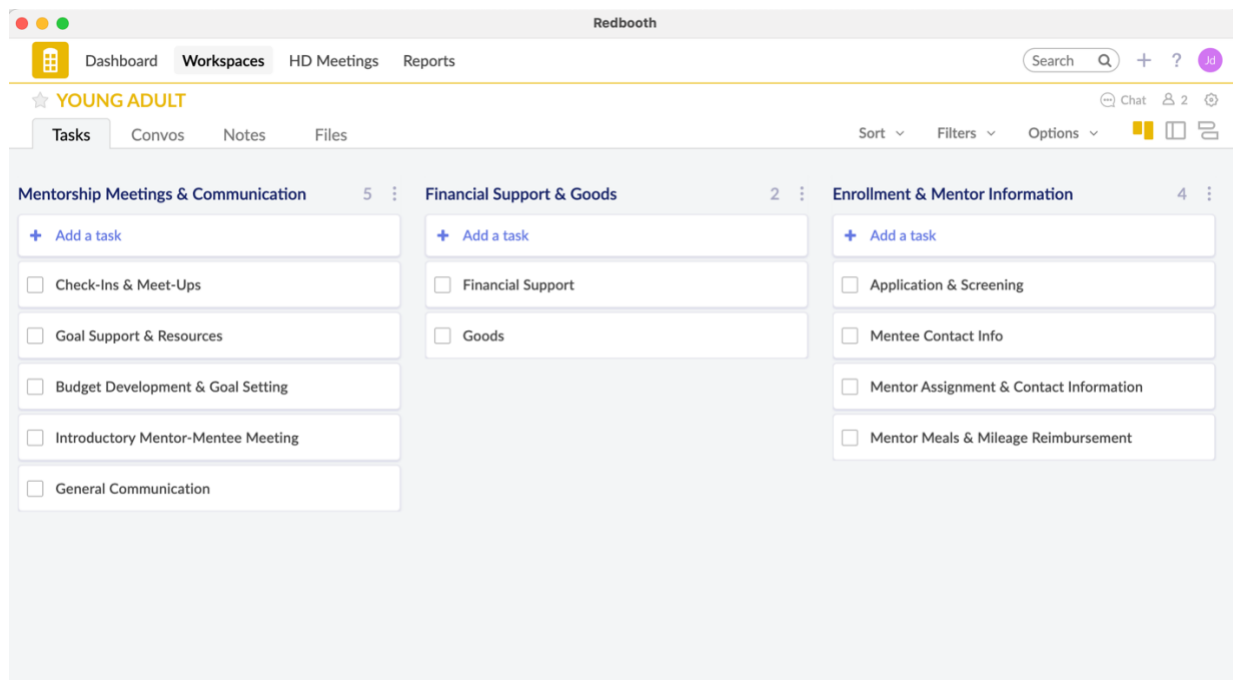 Redbooth
Dashboard Workspaces HD Meetings Reports Search ? Jd
YOUNG ADULT Chat 2
Tasks Convos Notes Files Sort Filters Options
Mentorship Meetings & Communication 5
+ Add a task
Check-Ins & Meet-Ups
Goal Support & Resources
Budget Development & Goal Setting
Introductory Mentor-Mentee Meeting
General Communication
Financial Support & Goods 2
+ Add a task
Financial Support
Goods
Enrollment & Mentor Information 4
+ Add a task
Application & Screening
Mentee Contact Info
Mentor Assignment & Contact Information
Mentor Meals & Mileage Reimbursement